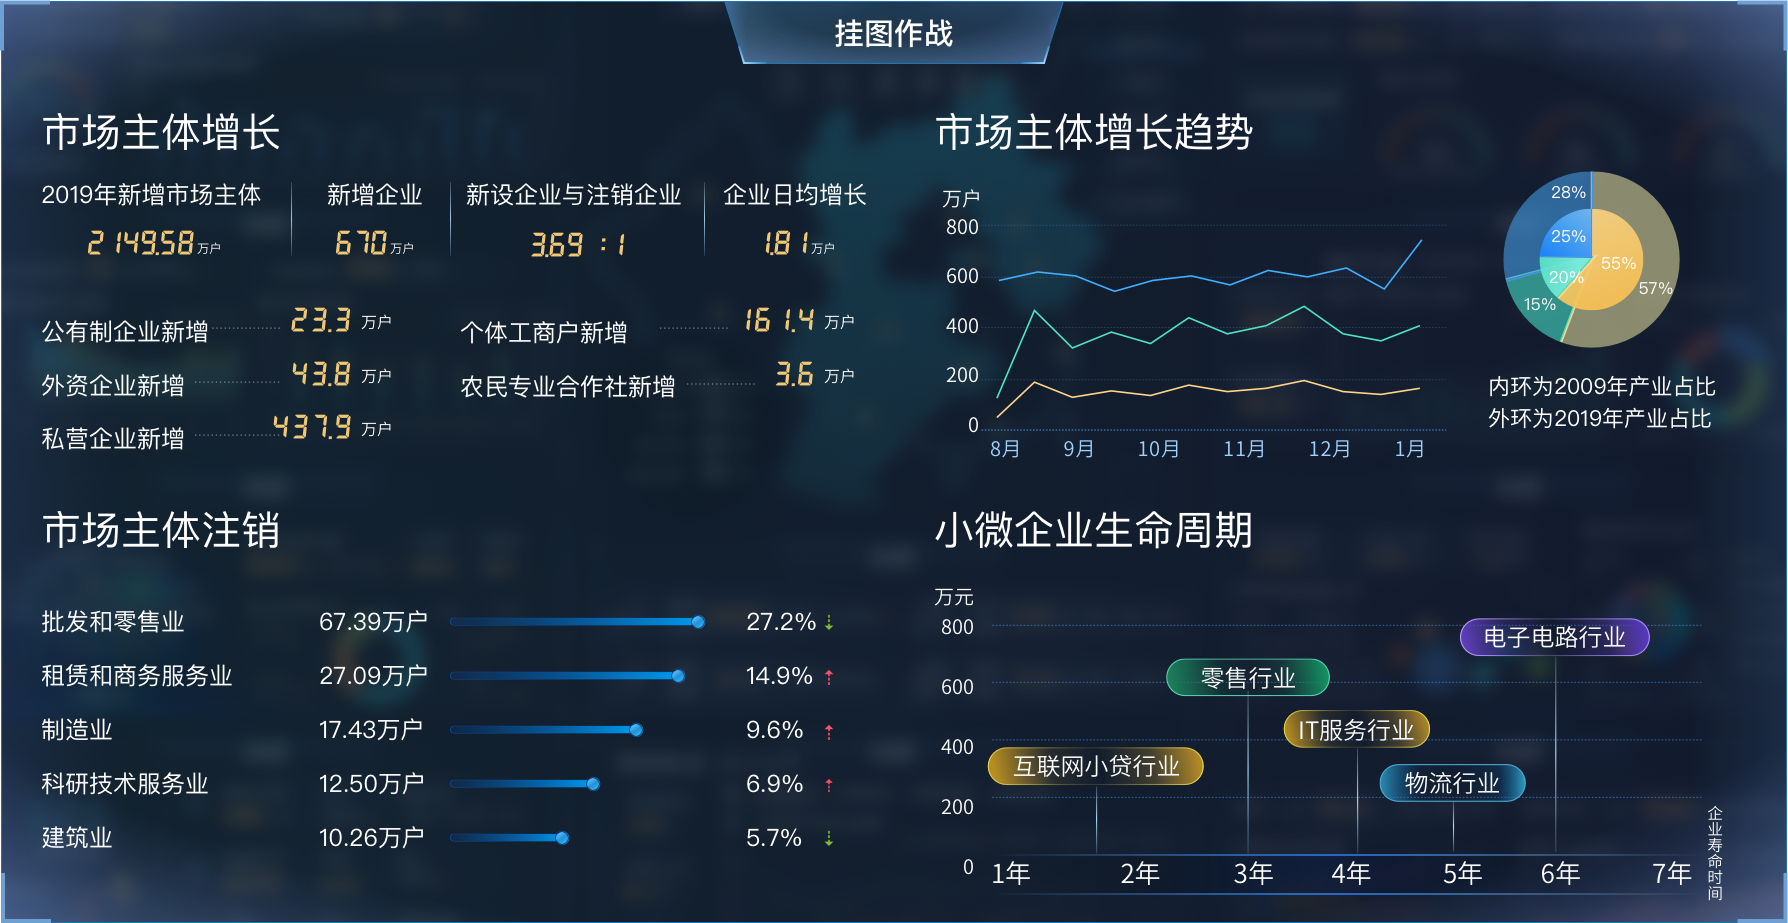 挂图作战
市场主体增长
2019年新增市场主体
2149.58万户
新增企业
670万户
新设企业与注销企业
3.69 : 1
企业日均增长
1.81万户
公有制企业新增 23.3 万户
外资企业新增 43.8 万户
私营企业新增 437.9 万户
个体工商户新增 161.4 万户
农民专业合作社新增 3.6 万户
市场主体增长趋势
万户
800
600
400
200
0
8月 9月 10月 11月 12月 1月
28%
25%
55%
20%
57%
15%
内环为2009年产业占比
外环为2019年产业占比
市场主体注销
批发和零售业 67.39万户 27.2%
租赁和商务服务业 27.09万户 14.9%
制造业 17.43万户 9.6%
科研技术服务业 12.50万户 6.9%
建筑业 10.26万户 5.7%
小微企业生命周期
万元
800
600
400
200
0
电子电路行业
零售行业
IT服务行业
互联网小贷行业
物流行业
1年 2年 3年 4年 5年 6年 7年
企业寿命时间